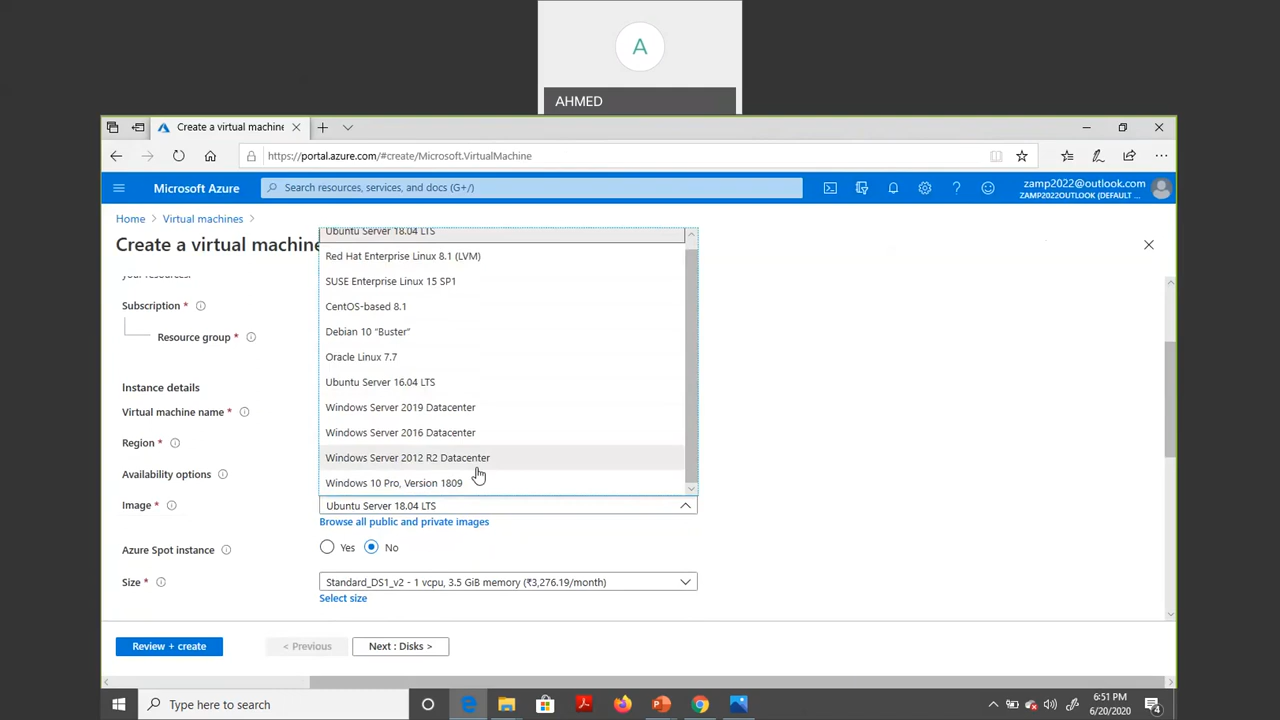 A
AHMED
Create a virtual machine
https://portal.azure.com/#create/Microsoft.VirtualMachine
Microsoft Azure
Search resources, services, and docs (G+/)
zamp2022@outlook.com
ZAMP2022OUTLOOK (DEFAULT ...
Home > Virtual machines >
Create a virtual machine
your resources.
Subscription *
Resource group *
Instance details
Virtual machine name *
Region *
Availability options
Image *
Ubuntu Server 18.04 LTS
Red Hat Enterprise Linux 8.1 (LVM)
SUSE Enterprise Linux 15 SP1
CentOS-based 8.1
Debian 10 "Buster"
Oracle Linux 7.7
Ubuntu Server 16.04 LTS
Windows Server 2019 Datacenter
Windows Server 2016 Datacenter
Windows Server 2012 R2 Datacenter
Windows 10 Pro, Version 1809
Ubuntu Server 18.04 LTS
Browse all public and private images
Azure Spot instance
Yes No
Size *
Standard_DS1_v2 - 1 vcpu, 3.5 GiB memory (₹3,276.19/month)
Select size
Review + create
< Previous
Next : Disks >
Type here to search
6:51 PM
6/20/2020
4